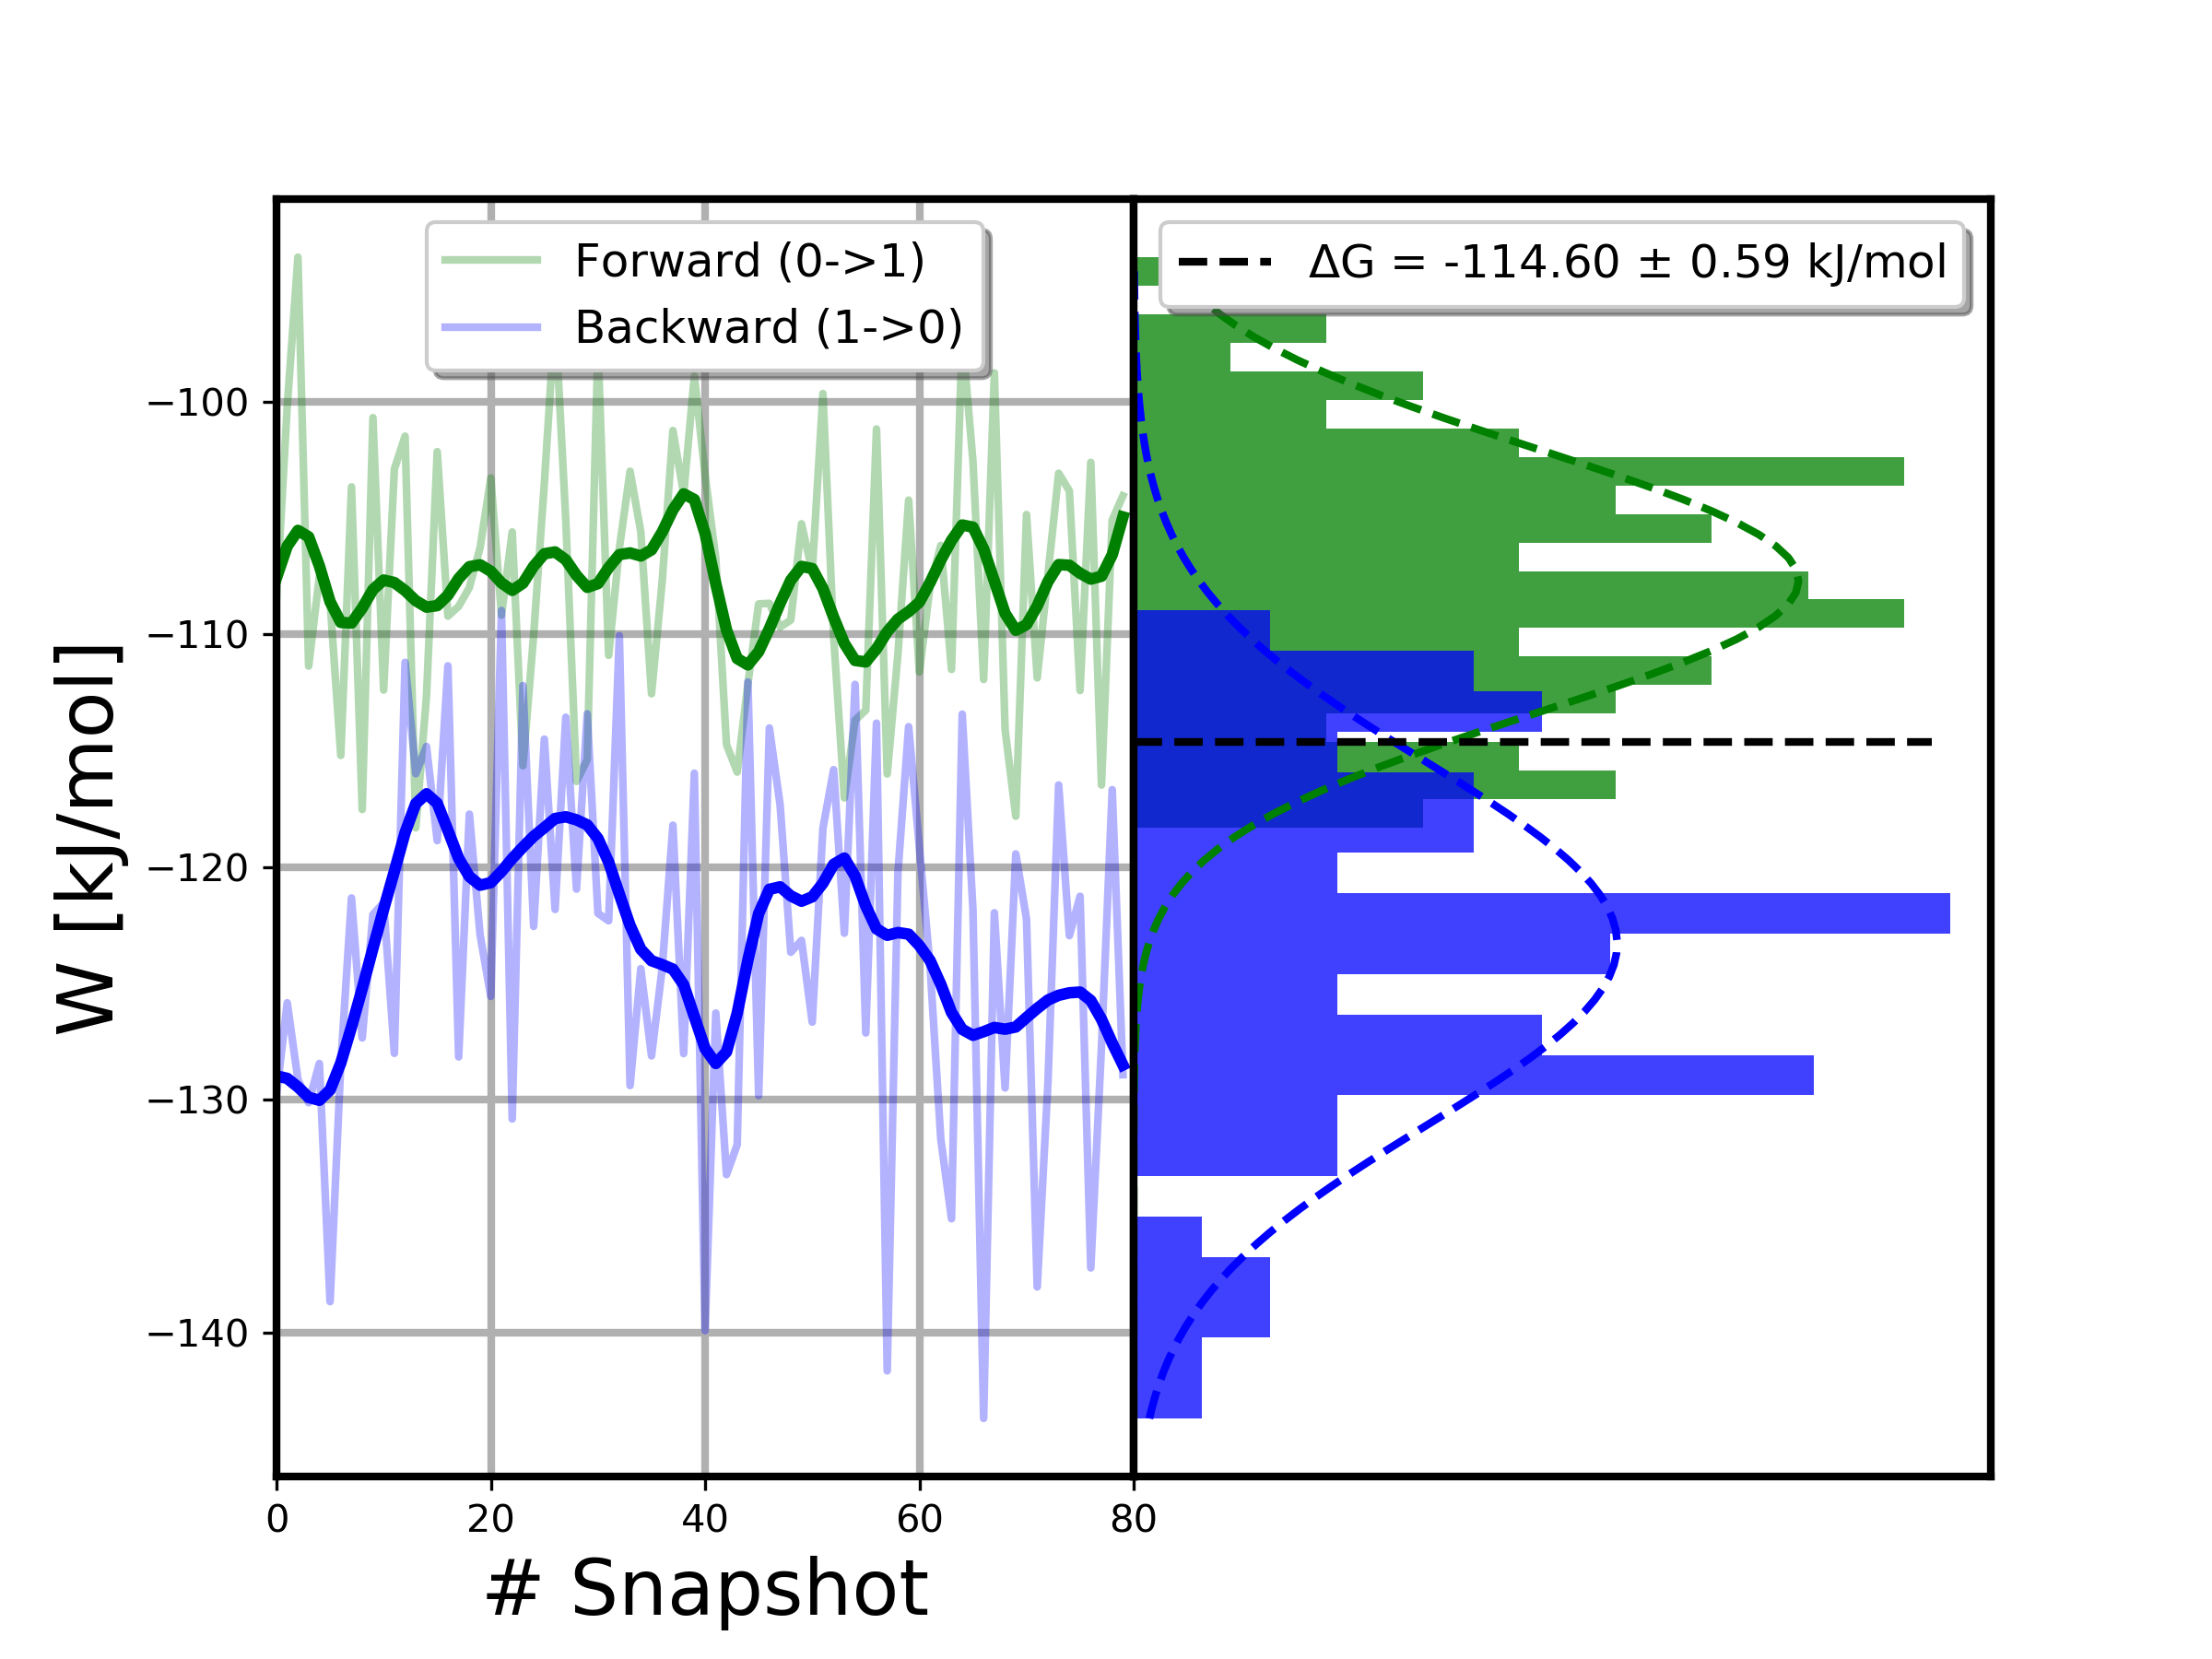 Forward (0->1)
Backward (1->0)
ΔG = -114.60 ± 0.59 kJ/mol
W [kJ/mol]
−100
−110
−120
−130
−140
0 20 40 60 80
# Snapshot